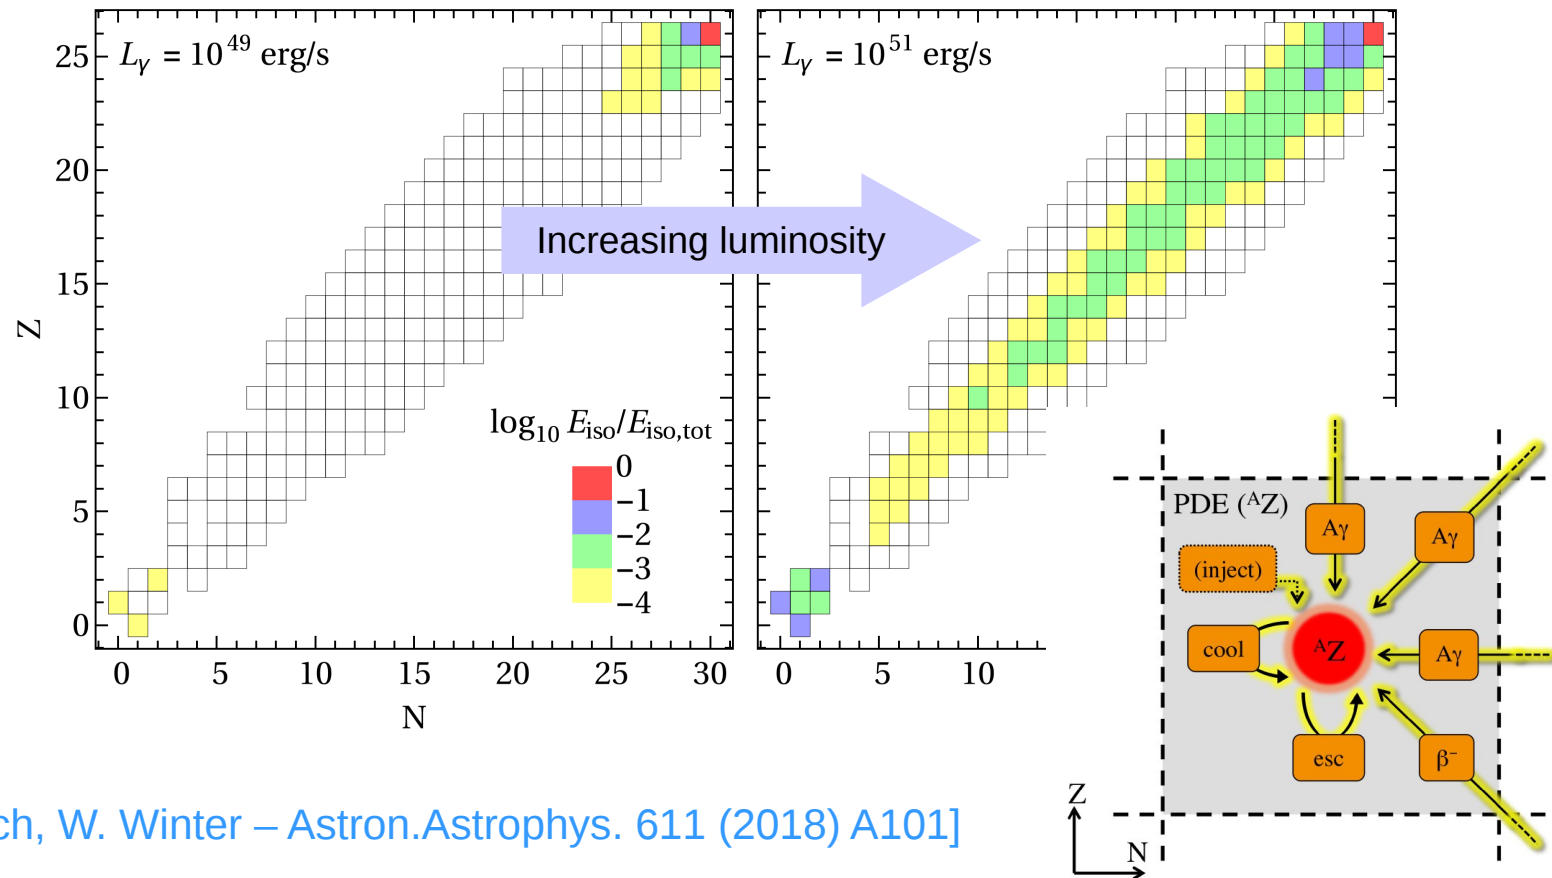 L_γ = 10^49 erg/s
L_γ = 10^51 erg/s
Increasing luminosity
25
20
15
10
5
0
Z
0 5 10 15 20 25 30
N
0 5 10
log10 E_iso/E_iso,tot
0
−1
−2
−3
−4
PDE (^AZ)
Aγ
Aγ
(inject)
cool
^AZ
Aγ
esc
β−
Z
N
ch, W. Winter – Astron.Astrophys. 611 (2018) A101]